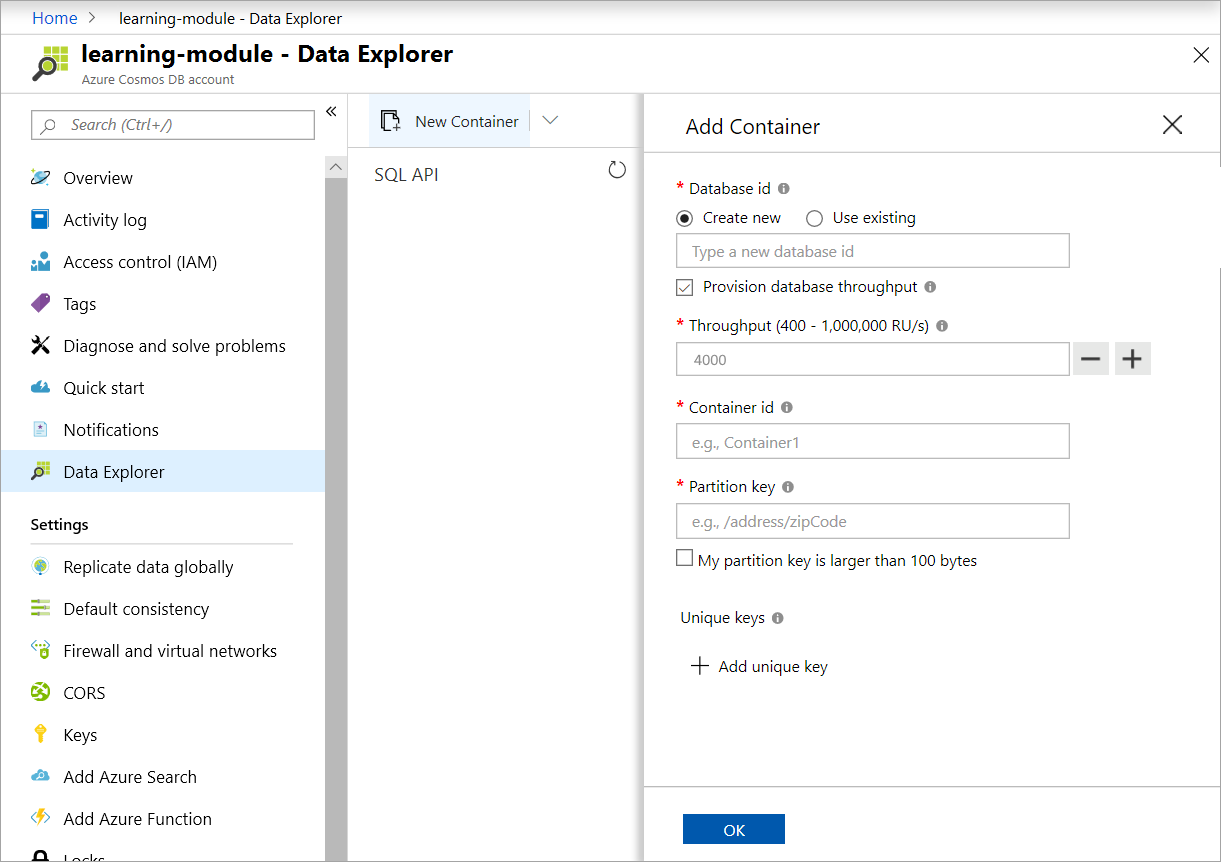 Home > learning-module - Data Explorer
learning-module - Data Explorer
Azure Cosmos DB account
Search (Ctrl+/)
«
Overview
Activity log
Access control (IAM)
Tags
Diagnose and solve problems
Quick start
Notifications
Data Explorer
Settings
Replicate data globally
Default consistency
Firewall and virtual networks
CORS
Keys
Add Azure Search
Add Azure Function
Locks
New Container
SQL API
Add Container
* Database id
Create new Use existing
Type a new database id
Provision database throughput
* Throughput (400 - 1,000,000 RU/s)
4000
* Container id
e.g., Container1
* Partition key
e.g., /address/zipCode
My partition key is larger than 100 bytes
Unique keys
Add unique key
OK